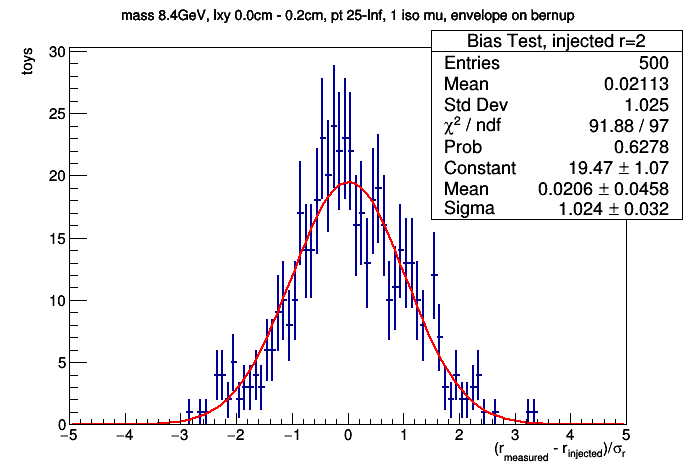 mass 8.4GeV, lxy 0.0cm - 0.2cm, pt 25-Inf, 1 iso mu, envelope on bernup
Bias Test, injected r=2
Entries 500
Mean 0.02113
Std Dev 1.025
χ² / ndf 91.88 / 97
Prob 0.6278
Constant 19.47 ± 1.07
Mean 0.0206 ± 0.0458
Sigma 1.024 ± 0.032
toys
30
25
20
15
10
5
0
−5 −4 −3 −2 −1 0 1 2 3 4 5
(r_measured - r_injected)/σ_r